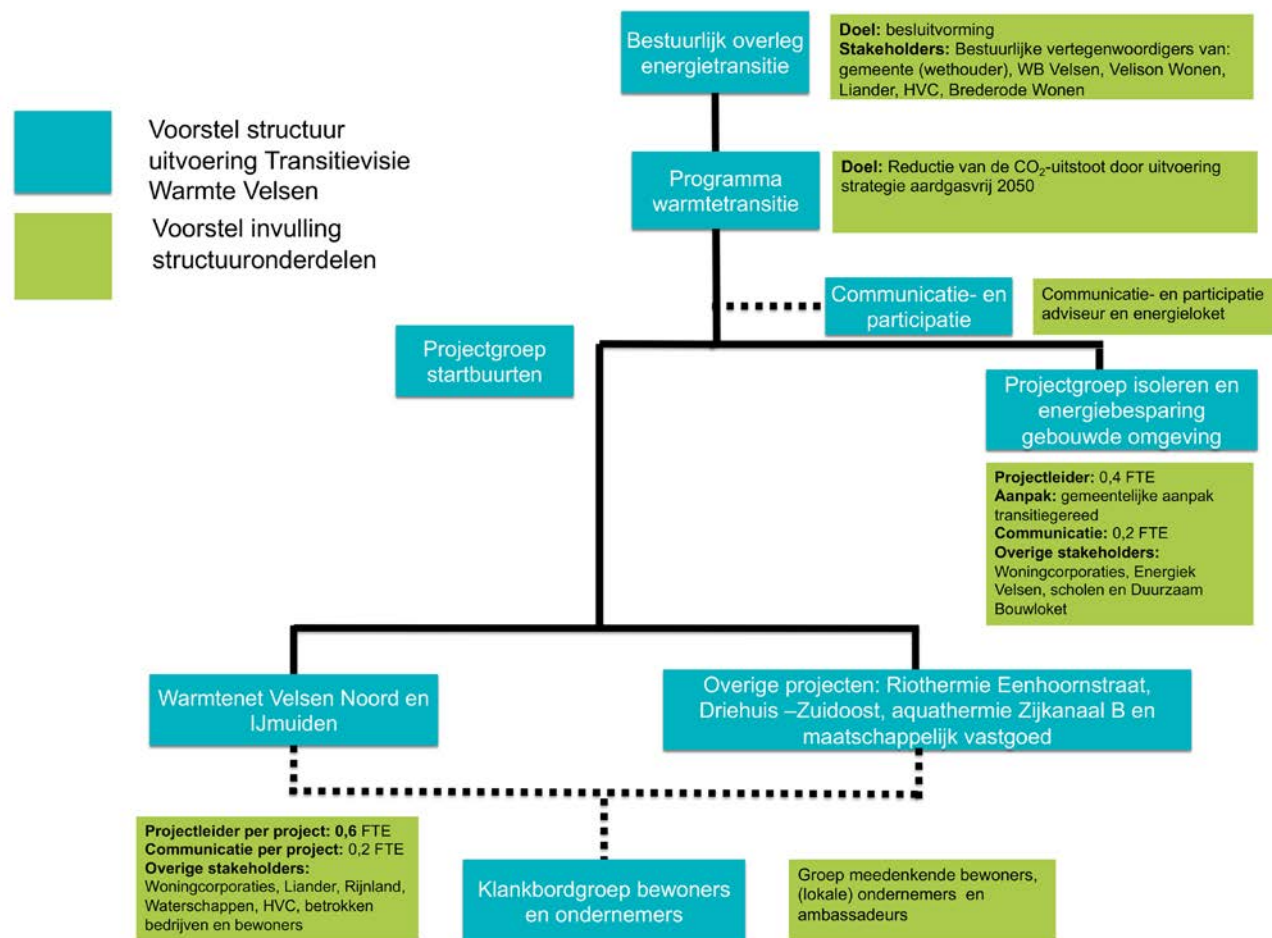 Bestuurlijk overleg
energietransitie
Doel: besluitvorming
Stakeholders: Bestuurlijke vertegenwoordigers van:
gemeente (wethouder), WB Velsen, Velison Wonen,
Liander, HVC, Brederode Wonen
Voorstel structuur
uitvoering Transitievisie
Warmte Velsen
Voorstel invulling
structuuronderdelen
Programma
warmtetransitie
Doel: Reductie van de CO₂-uitstoot door uitvoering
strategie aardgasvrij 2050
Communicatie- en
participatie
Communicatie- en participatie
adviseur en energieloket
Projectgroep
startbuurten
Projectgroep isoleren en
energiebesparing
gebouwde omgeving
Projectleider: 0,4 FTE
Aanpak: gemeentelijke aanpak
transitiegereed
Communicatie: 0,2 FTE
Overige stakeholders:
Woningcorporaties, Energiek
Velsen, scholen en Duurzaam
Bouwloket
Warmtenet Velsen Noord en
IJmuiden
Overige projecten: Riothermie Eenhoornstraat,
Driehuis –Zuidoost, aquathermie Zijkanaal B en
maatschappelijk vastgoed
Projectleider per project: 0,6 FTE
Communicatie per project: 0,2 FTE
Overige stakeholders:
Woningcorporaties, Liander, Rijnland,
Waterschappen, HVC, betrokken
bedrijven en bewoners
Klankbordgroep bewoners
en ondernemers
Groep meedenkende bewoners,
(lokale) ondernemers en
ambassadeurs